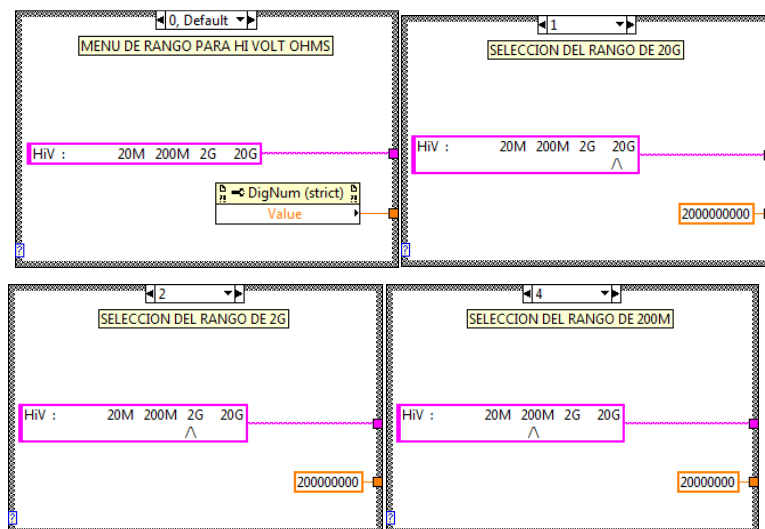 0, Default
MENU DE RANGO PARA HI VOLT OHMS
HiV : 20M 200M 2G 20G
DigNum (strict)
Value
?
1
SELECCION DEL RANGO DE 20G
HiV : 20M 200M 2G 20G
/\
2000000000
?
2
SELECCION DEL RANGO DE 2G
HiV : 20M 200M 2G 20G
/\
200000000
?
4
SELECCION DEL RANGO DE 200M
HiV : 20M 200M 2G 20G
/\
20000000
?